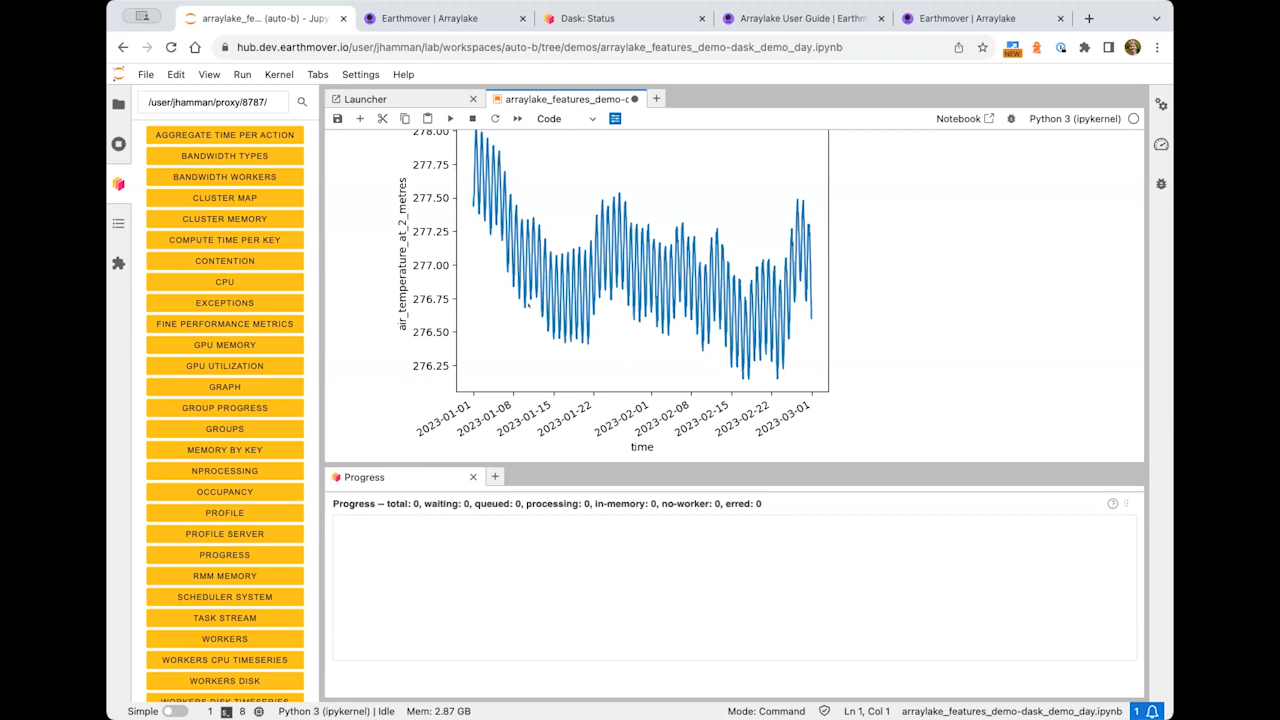 arraylake_fe... (auto-b) - Jupy
Earthmover | Arraylake
Dask: Status
Arraylake User Guide | Earthm
Earthmover | Arraylake
hub.dev.earthmover.io/user/jhamman/lab/workspaces/auto-b/tree/demos/arraylake_features_demo-dask_demo_day.ipynb
NEW
File Edit View Run Kernel Tabs Settings Help
/user/jhamman/proxy/8787/
AGGREGATE TIME PER ACTION
BANDWIDTH TYPES
BANDWIDTH WORKERS
CLUSTER MAP
CLUSTER MEMORY
COMPUTE TIME PER KEY
CONTENTION
CPU
EXCEPTIONS
FINE PERFORMANCE METRICS
GPU MEMORY
GPU UTILIZATION
GRAPH
GROUP PROGRESS
GROUPS
MEMORY BY KEY
NPROCESSING
OCCUPANCY
PROFILE
PROFILE SERVER
PROGRESS
RMM MEMORY
SCHEDULER SYSTEM
TASK STREAM
WORKERS
WORKERS CPU TIMESERIES
WORKERS DISK
WORKERS DISK TIMESERIES
Launcher
arraylake_features_demo-c
Code
Notebook
Python 3 (ipykernel)
278.00
277.75
277.50
277.25
277.00
276.75
276.50
276.25
air_temperature_at_2_metres
2023-01-01
2023-01-08
2023-01-15
2023-01-22
2023-02-01
2023-02-08
2023-02-15
2023-02-22
2023-03-01
time
Progress
Progress -- total: 0, waiting: 0, queued: 0, processing: 0, in-memory: 0, no-worker: 0, erred: 0
Simple 1 8 Python 3 (ipykernel) | Idle Mem: 2.87 GB Mode: Command Ln 1, Col 1 arraylake_features_demo-dask_demo_day.ipynb 1